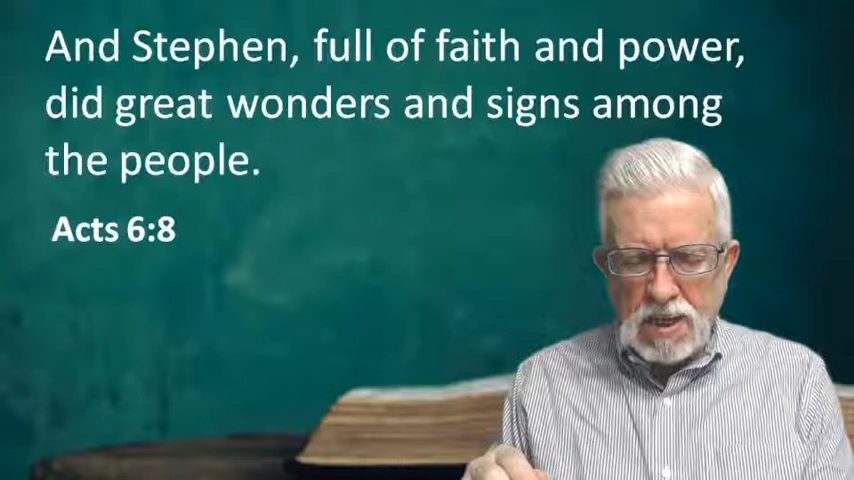 And Stephen, full of faith and power,
did great wonders and signs among
the people.
Acts 6:8